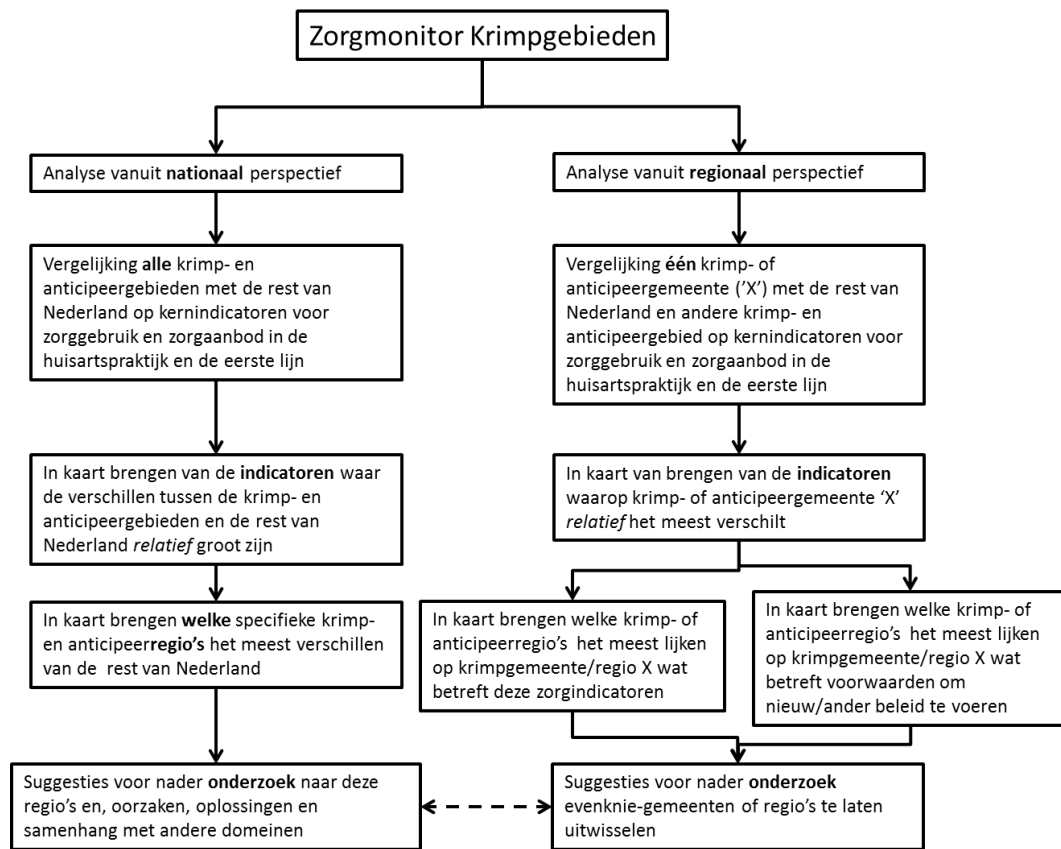 Zorgmonitor Krimpgebieden
Analyse vanuit nationaal perspectief
Vergelijking alle krimp- en
anticipeergebieden met de rest van
Nederland op kernindicatoren voor
zorggebruik en zorgaanbod in de
huisartspraktijk en de eerste lijn
In kaart brengen van de indicatoren waar
de verschillen tussen de krimp- en
anticipeergebieden en de rest van
Nederland relatief groot zijn
In kaart brengen welke specifieke krimp-
en anticipeerregio's het meest verschillen
van de rest van Nederland
Suggesties voor nader onderzoek naar deze
regio's en, oorzaken, oplossingen en
samenhang met andere domeinen
Analyse vanuit regionaal perspectief
Vergelijking één krimp- of
anticipeergemeente ('X') met de rest van
Nederland en andere krimp- en
anticipeergebied op kernindicatoren voor
zorggebruik en zorgaanbod in de
huisartspraktijk en de eerste lijn
In kaart van brengen van de indicatoren
waarop krimp- of anticipeergemeente 'X'
relatief het meest verschilt
In kaart brengen welke krimp- of
anticipeerregio's het meest lijken
op krimpgemeente/regio X wat
betreft deze zorgindicatoren
In kaart brengen welke krimp- of
anticipeerregio's het meest lijken
op krimpgemeente/regio X wat
betreft voorwaarden om
nieuw/ander beleid te voeren
Suggesties voor nader onderzoek
evenknie-gemeenten of regio's te laten
uitwisselen